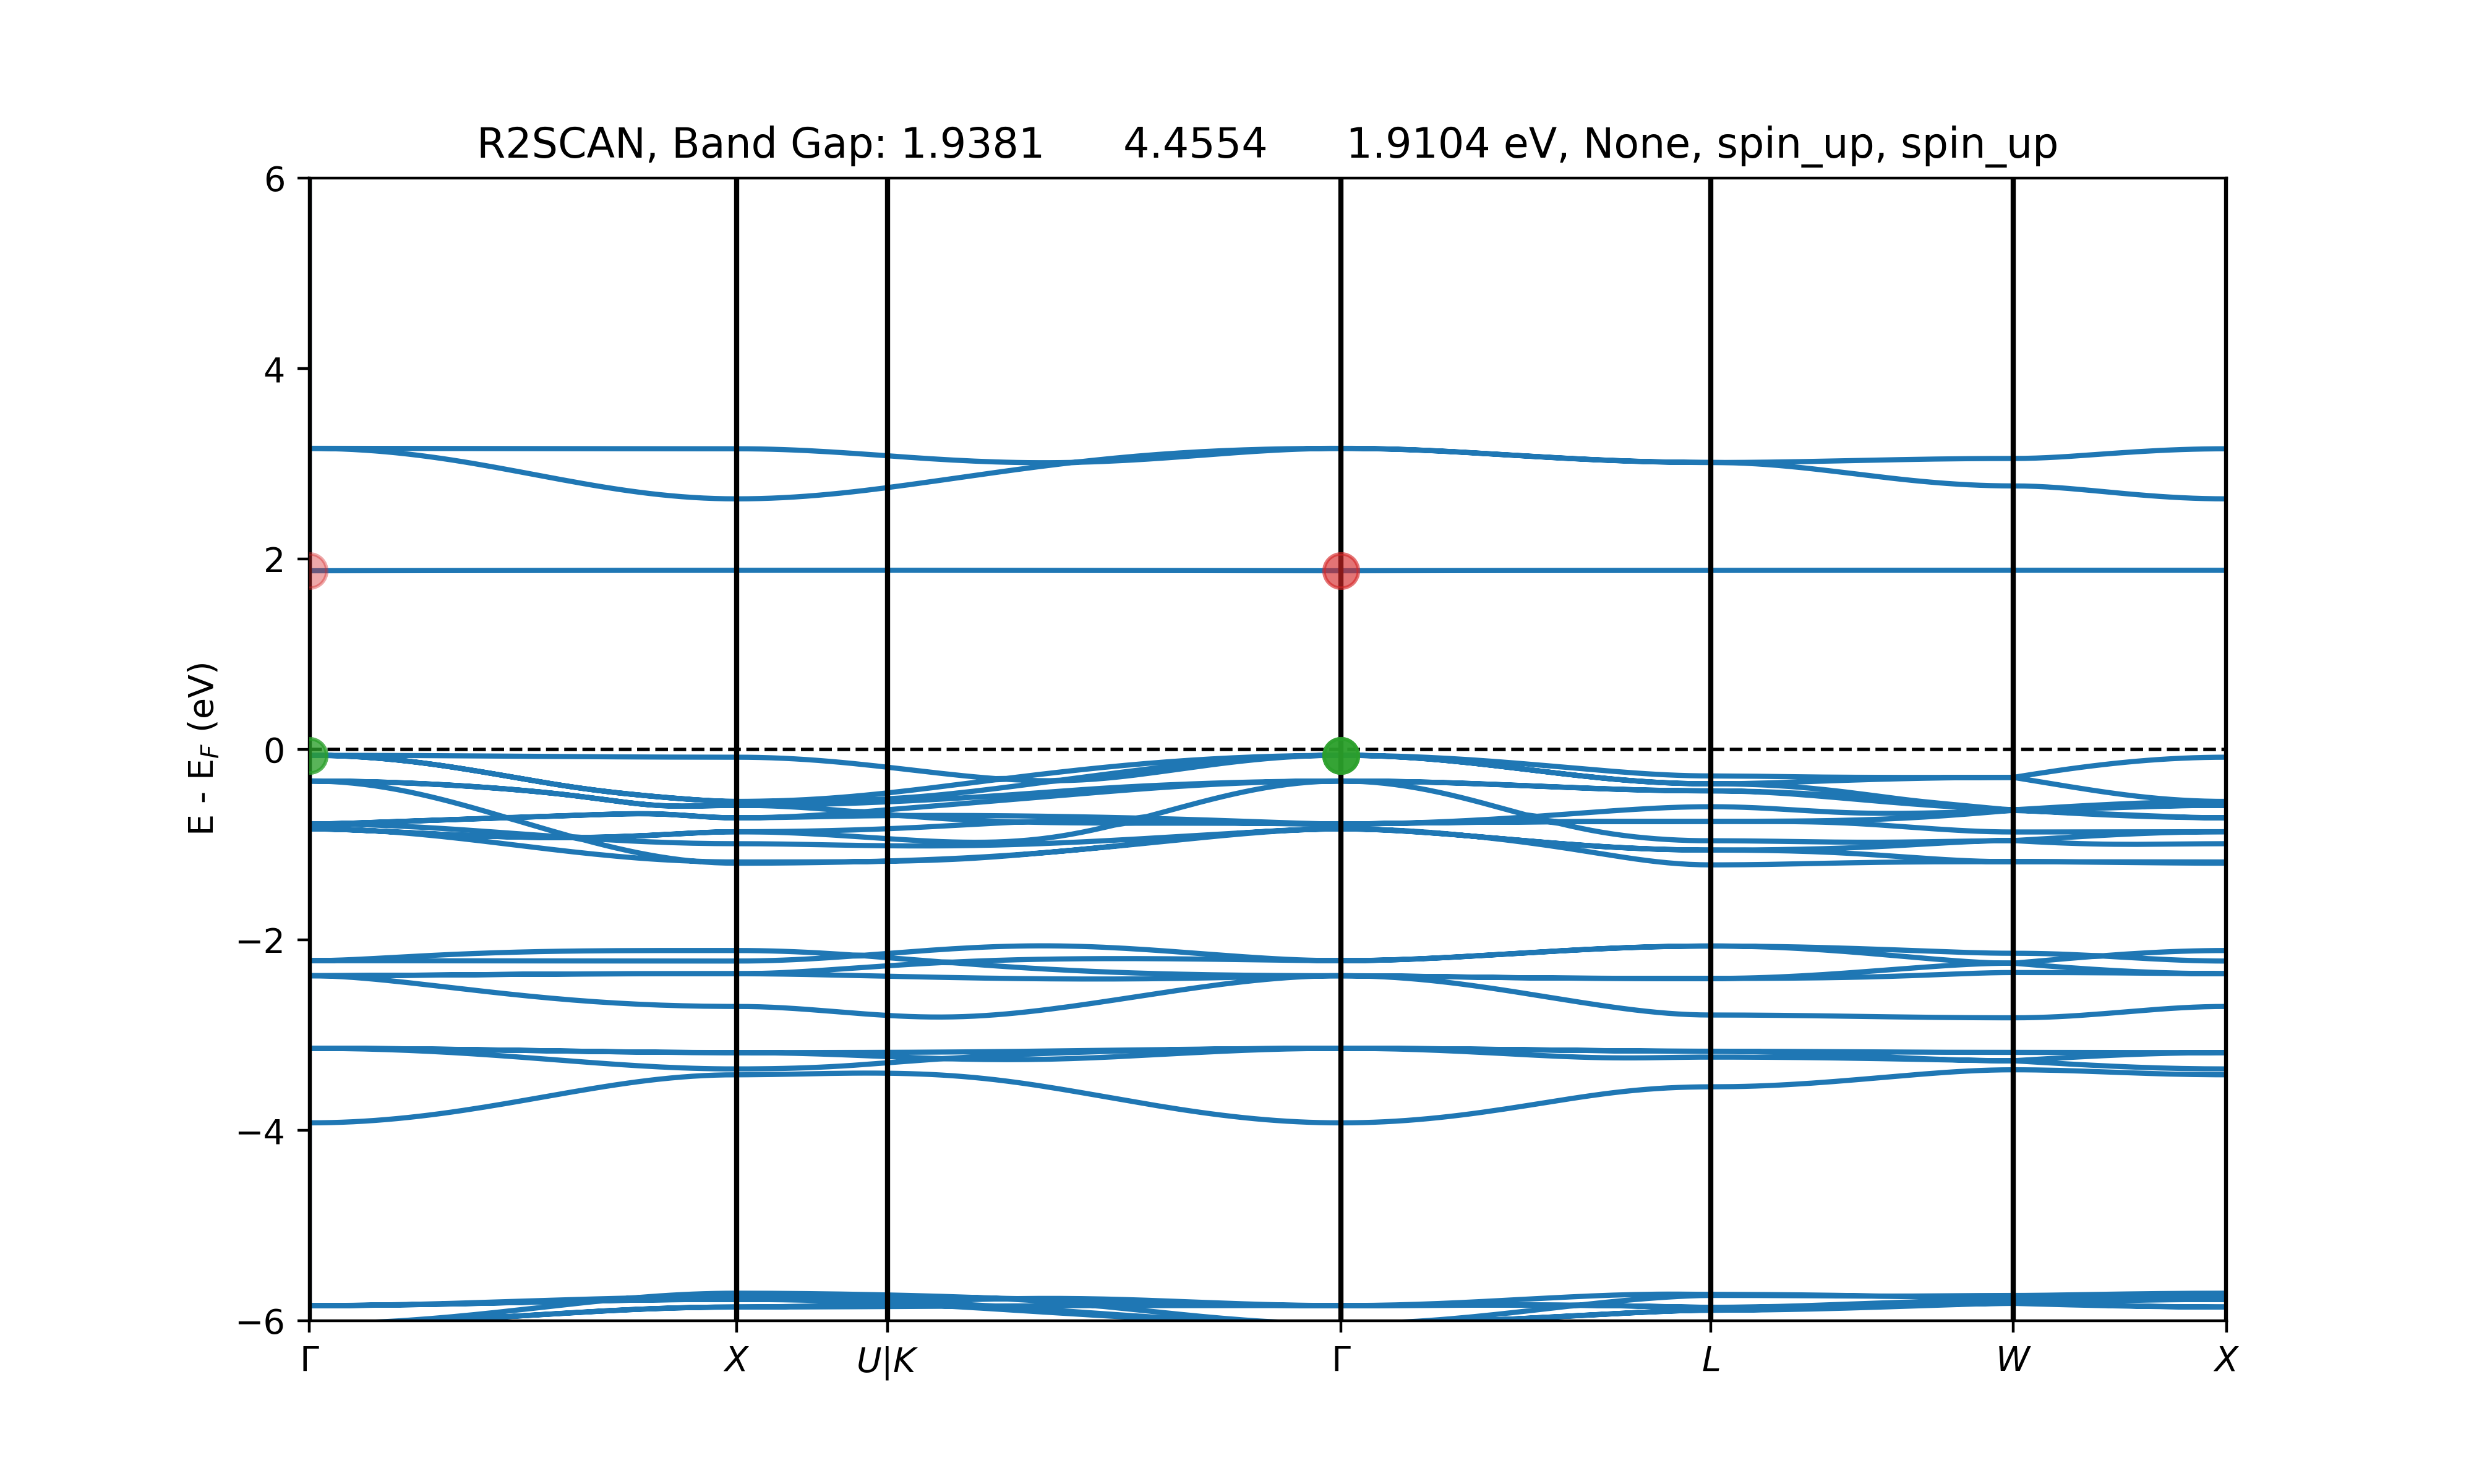 R2SCAN, Band Gap: 1.9381 4.4554 1.9104 eV, None, spin_up, spin_up
6
4
2
0
−2
−4
−6
E - E_F (eV)
Γ X U|K Γ L W X